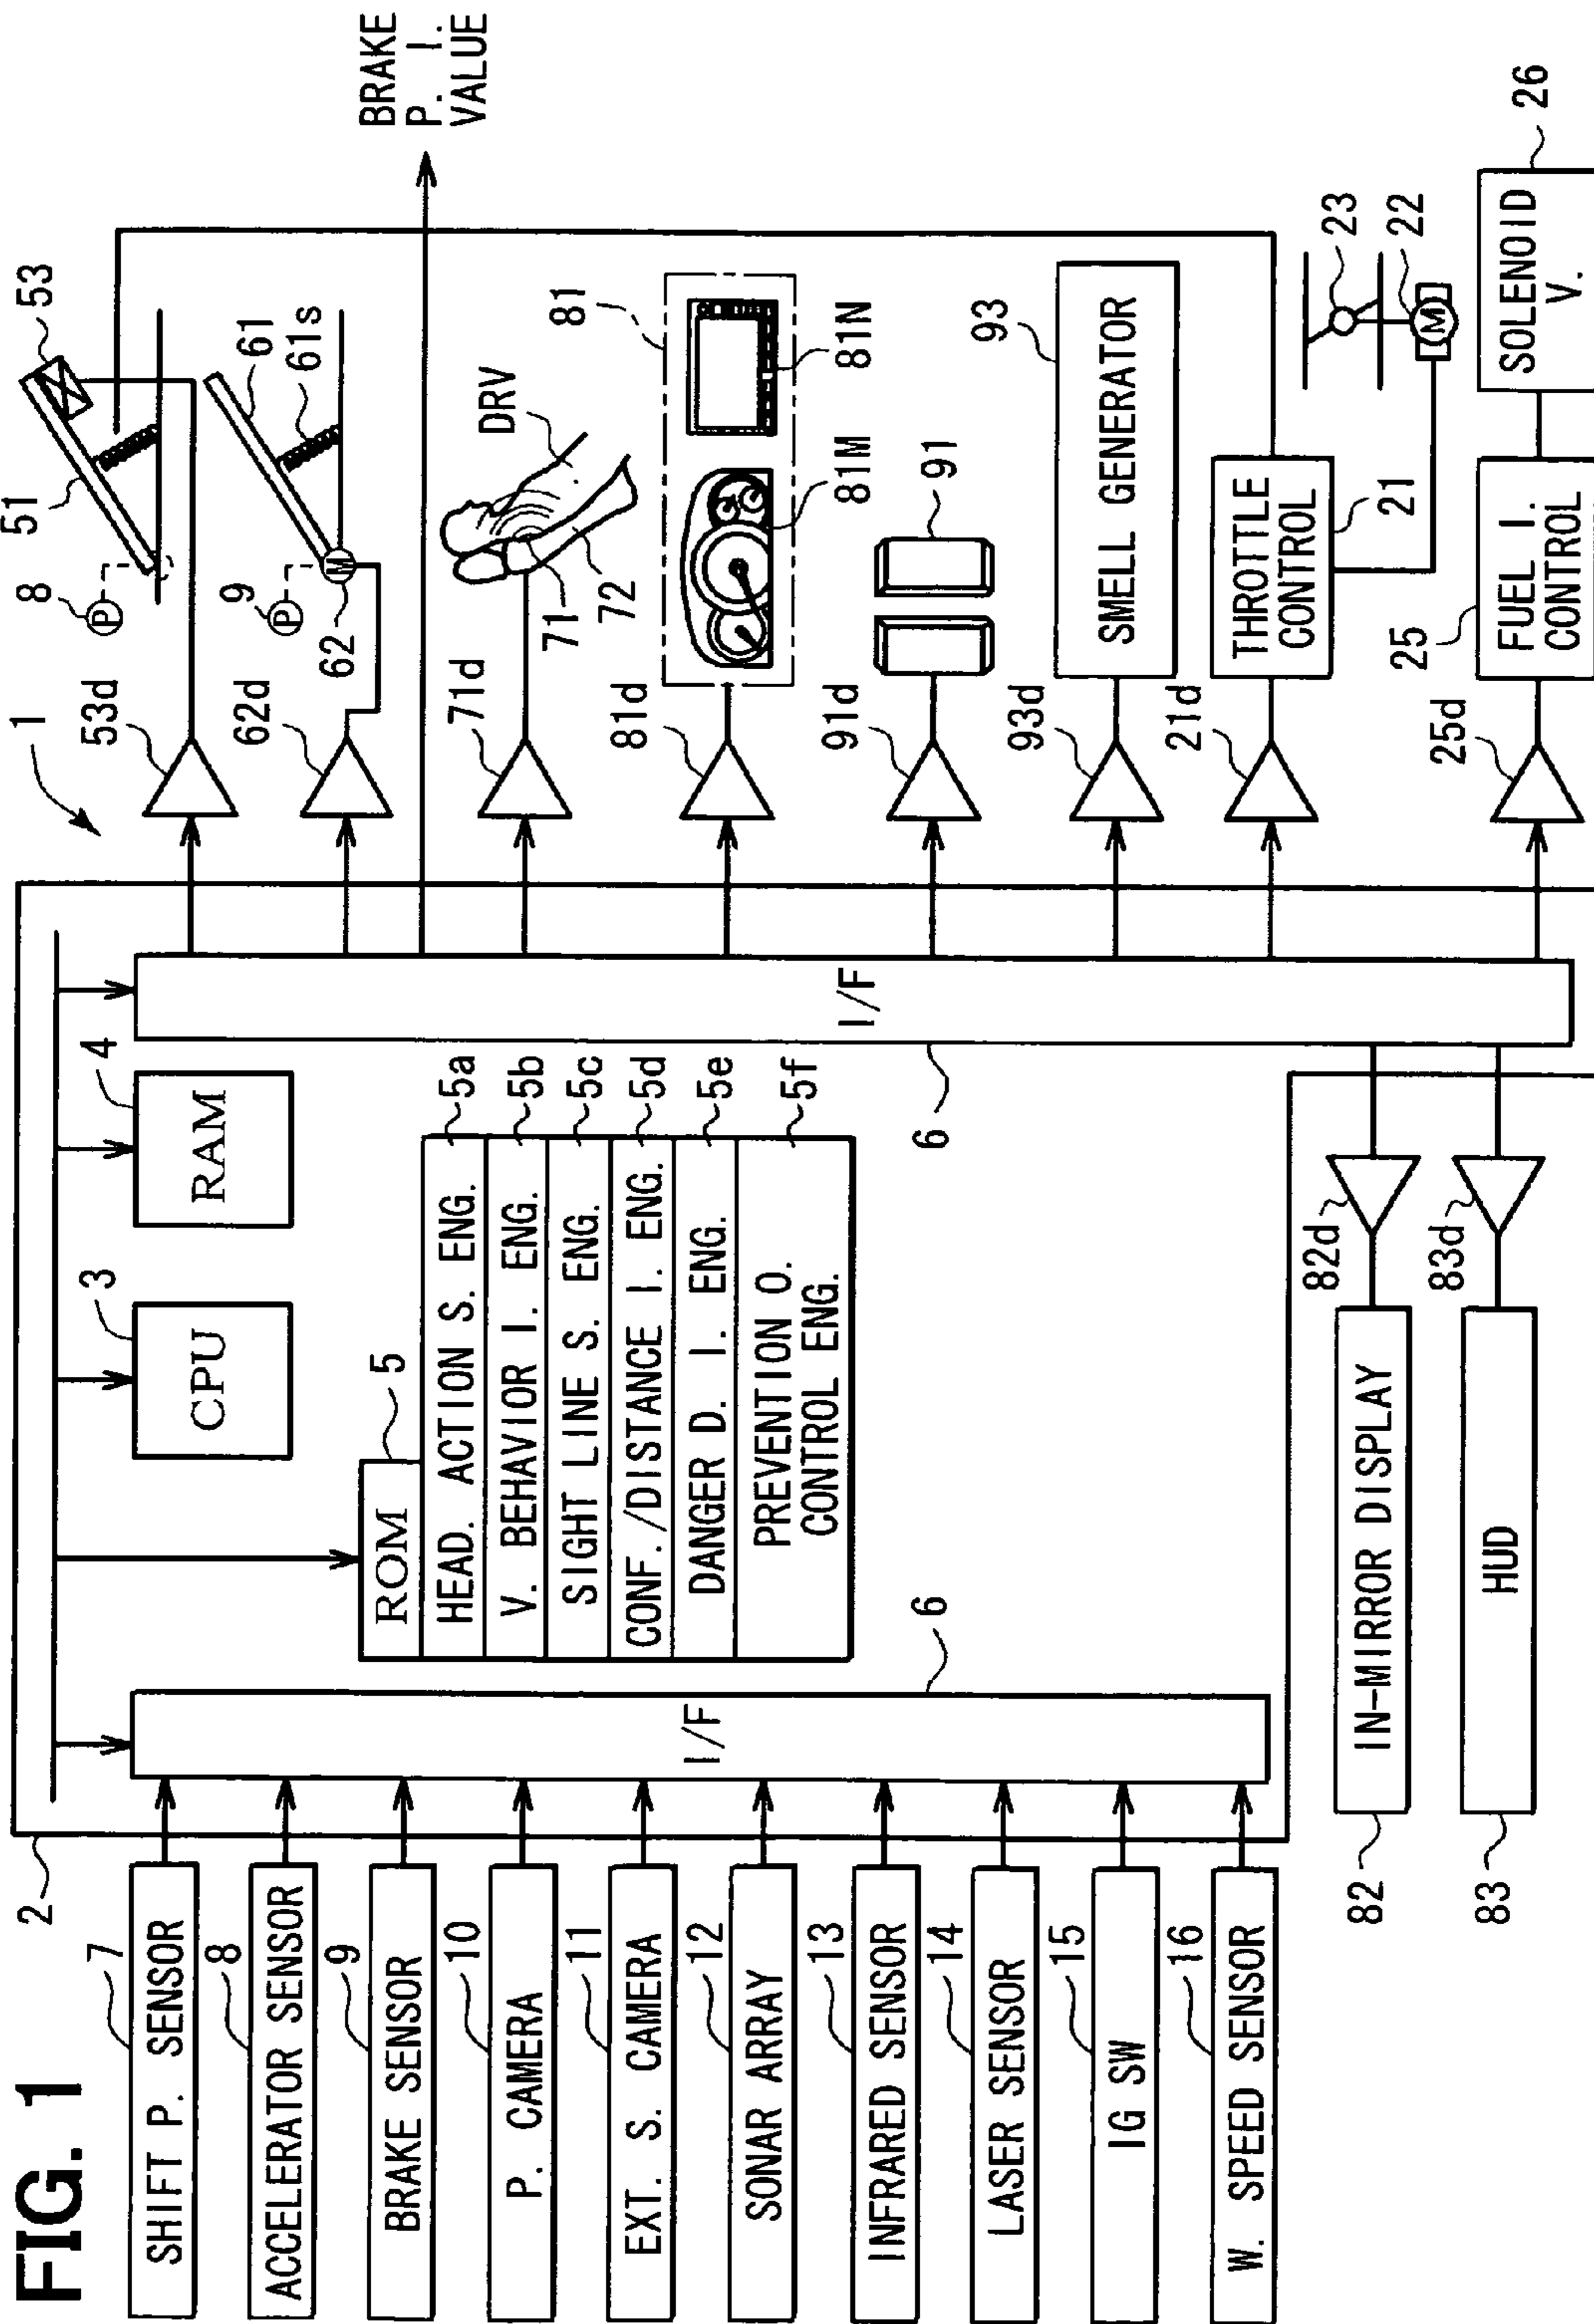 FIG. 1
1
2
3
CPU
4
RAM
ROM
5
HEAD. ACTION S. ENG.
5a
V. BEHAVIOR I. ENG.
5b
SIGHT LINE S. ENG.
5c
CONF./DISTANCE I. ENG.
5d
DANGER D. I. ENG.
5e
PREVENTION O.
CONTROL ENG.
5f
I/F
6
I/F
6
7
SHIFT P. SENSOR
8
ACCELERATOR SENSOR
9
BRAKE SENSOR
10
P. CAMERA
11
EXT. S. CAMERA
12
SONAR ARRAY
13
INFRARED SENSOR
14
LASER SENSOR
15
IG SW
16
W. SPEED SENSOR
53d
8
P
51
53
62d
9
P
62
M
61
61s
BRAKE
P. I.
VALUE
71d
71
72
DRV
81d
81
81M
81N
91d
91
93d
SMELL GENERATOR
93
21d
THROTTLE
CONTROL
21
23
22
M
25d
25
FUEL I.
CONTROL
SOLENOID
V.
26
82
IN-MIRROR DISPLAY
82d
83
HUD
83d